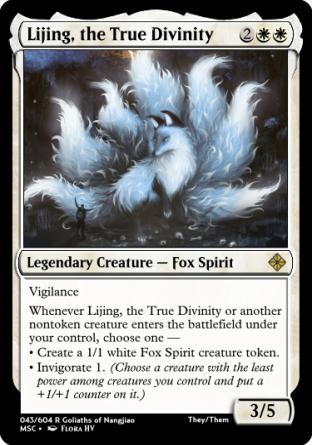 Lijing, the True Divinity 2
Legendary Creature — Fox Spirit
Vigilance
Whenever Lijing, the True Divinity or another
nontoken creature enters the battlefield under
your control, choose one —
• Create a 1/1 white Fox Spirit creature token.
• Invigorate 1. (Choose a creature with the least
power among creatures you control and put a
+1/+1 counter on it.)
043/604 R Goliaths of Nangjiao They/Them
MSC • Flora HV
3/5